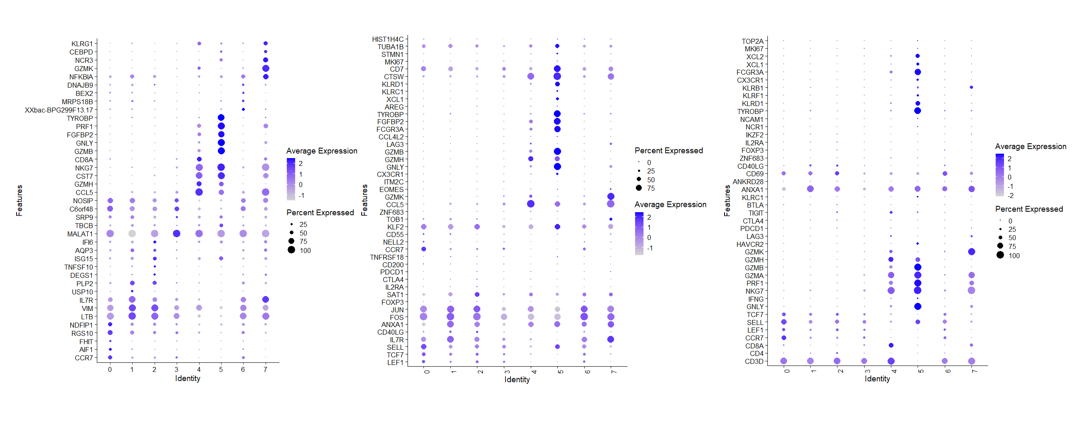 KLRG1
CEBPD
NCR3
GZMK
NFKBIA
DNAJB9
BEX2
MRPS18B
XXbac-BPG299F13.17
TYROBP
PRF1
FGFBP2
GNLY
GZMB
CD8A
NKG7
CST7
GZMH
CCL5
NOSIP
C6orf48
SRP9
TBCB
MALAT1
IFI6
AQP3
ISG15
TNFSF10
DEGS1
PLP2
USP10
IL7R
VIM
LTB
NDFIP1
RGS10
FHIT
AIF1
CCR7
Features
0 1 2 3 4 5 6 7
Identity
Average Expression
2
1
0
-1
Percent Expressed
25
50
75
100
HIST1H4C
TUBA1B
STMN1
MKI67
CD7
CTSW
KLRD1
KLRC1
XCL1
AREG
TYROBP
FGFBP2
FCGR3A
CCL4L2
LAG3
GZMB
GZMH
GNLY
CX3CR1
ITM2C
EOMES
GZMK
CCL5
ZNF683
TOB1
KLF2
CD55
NELL2
CCR7
TNFRSF18
CD200
PDCD1
CTLA4
IL2RA
SAT1
FOXP3
JUN
FOS
ANXA1
CD40LG
IL7R
SELL
TCF7
LEF1
Features
0 1 2 3 4 5 6 7
Identity
Percent Expressed
0
25
50
75
Average Expression
2
1
0
-1
TOP2A
MKI67
XCL2
XCL1
FCGR3A
CX3CR1
KLRB1
KLRF1
KLRD1
TYROBP
NCAM1
NCR1
IKZF2
IL2RA
FOXP3
ZNF683
CD40LG
CD69
ANKRD28
ANXA1
KLRC1
BTLA
TIGIT
CTLA4
PDCD1
LAG3
HAVCR2
GZMK
GZMH
GZMB
GZMA
PRF1
NKG7
IFNG
GNLY
TCF7
SELL
LEF1
CCR7
CD8A
CD4
CD3D
Features
0 1 2 3 4 5 6 7
Identity
Average Expression
2
1
0
-1
-2
Percent Expressed
0
25
50
75
100